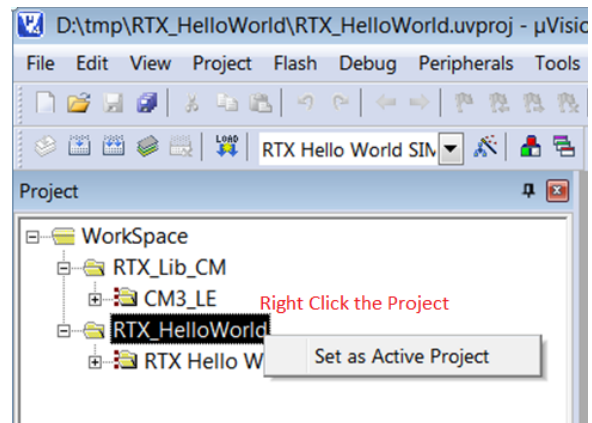 D:\tmp\RTX_HelloWorld\RTX_HelloWorld.uvproj - µVisio
File Edit View Project Flash Debug Peripherals Tools
LOAD RTX Hello World SIM
Project
WorkSpace
RTX_Lib_CM
CM3_LE Right Click the Project
RTX_HelloWorld
RTX Hello W Set as Active Project